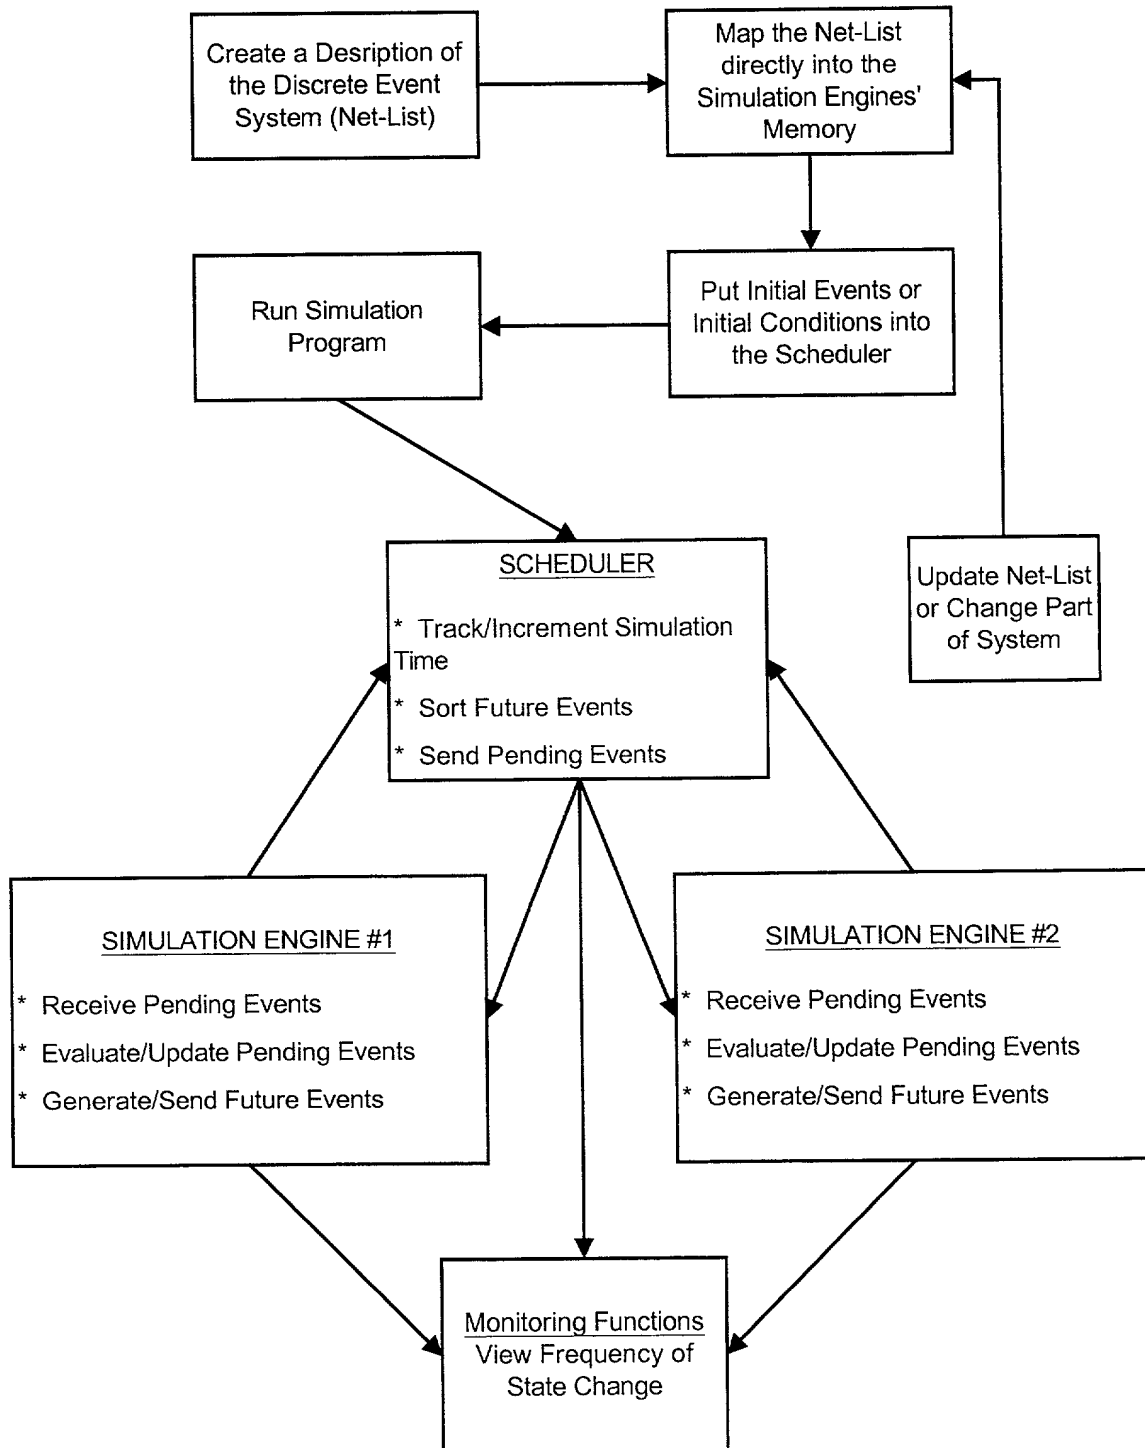 Create a Desription of
the Discrete Event
System (Net-List)
Map the Net-List
directly into the
Simulation Engines'
Memory
Run Simulation
Program
Put Initial Events or
Initial Conditions into
the Scheduler
SCHEDULER
* Track/Increment Simulation
Time
* Sort Future Events
* Send Pending Events
Update Net-List
or Change Part
of System
SIMULATION ENGINE #1
* Receive Pending Events
* Evaluate/Update Pending Events
* Generate/Send Future Events
SIMULATION ENGINE #2
* Receive Pending Events
* Evaluate/Update Pending Events
* Generate/Send Future Events
Monitoring Functions
View Frequency of
State Change